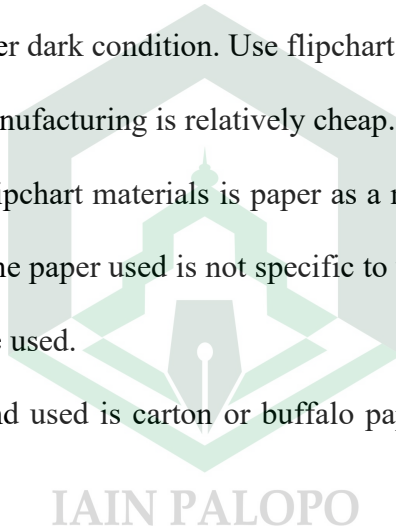 er dark condition. Use flipchart
nufacturing is relatively cheap.
ipchart materials is paper as a
ne paper used is not specific to
used.
nd used is carton or buffalo
IAIN PALOPO